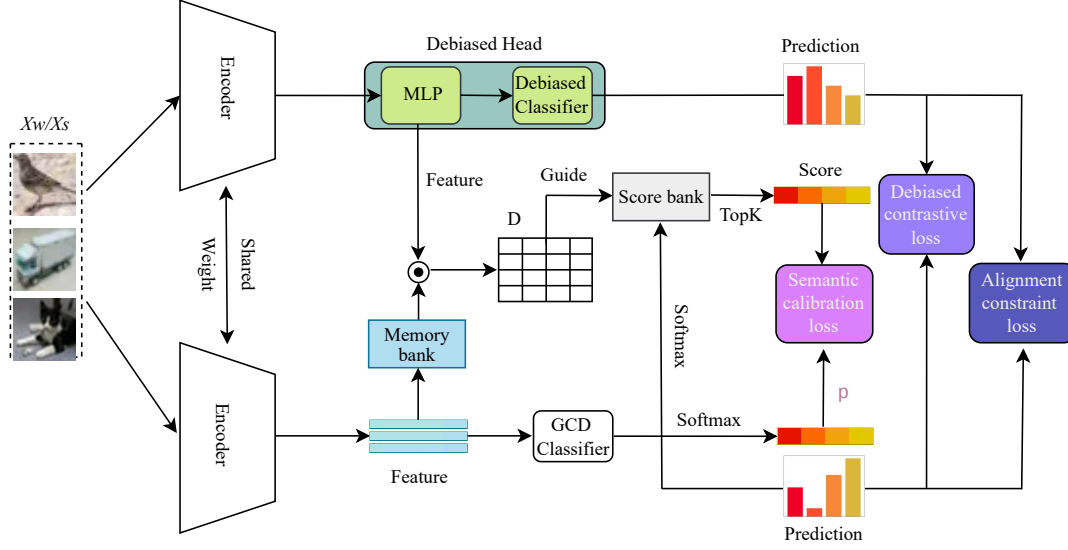 Debiased Head
Prediction
Encoder
MLP
Debiased
Classifier
Xw/Xs
Feature
Guide
Score bank
TopK
Score
Debiased
contrastive
loss
D
Shared
Weight
Semantic
calibration
loss
Alignment
constraint
loss
Memory
bank
Softmax
p
Encoder
GCD
Classifier
Softmax
Feature
Prediction